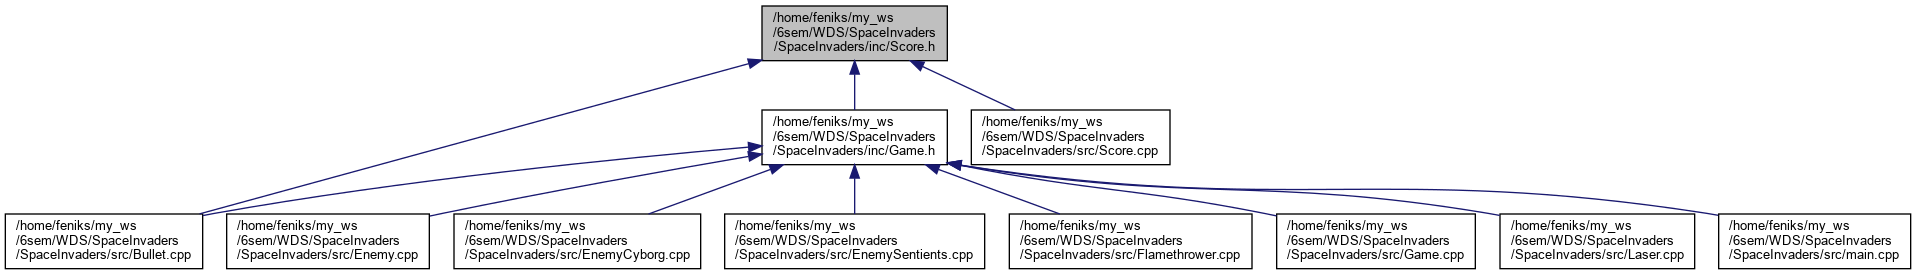 /home/feniks/my_ws
/6sem/WDS/SpaceInvaders
/SpaceInvaders/inc/Score.h
/home/feniks/my_ws
/6sem/WDS/SpaceInvaders
/SpaceInvaders/inc/Game.h
/home/feniks/my_ws
/6sem/WDS/SpaceInvaders
/SpaceInvaders/src/Score.cpp
/home/feniks/my_ws
/6sem/WDS/SpaceInvaders
/SpaceInvaders/src/Bullet.cpp
/home/feniks/my_ws
/6sem/WDS/SpaceInvaders
/SpaceInvaders/src/Enemy.cpp
/home/feniks/my_ws
/6sem/WDS/SpaceInvaders
/SpaceInvaders/src/EnemyCyborg.cpp
/home/feniks/my_ws
/6sem/WDS/SpaceInvaders
/SpaceInvaders/src/EnemySentients.cpp
/home/feniks/my_ws
/6sem/WDS/SpaceInvaders
/SpaceInvaders/src/Flamethrower.cpp
/home/feniks/my_ws
/6sem/WDS/SpaceInvaders
/SpaceInvaders/src/Game.cpp
/home/feniks/my_ws
/6sem/WDS/SpaceInvaders
/SpaceInvaders/src/Laser.cpp
/home/feniks/my_ws
/6sem/WDS/SpaceInvaders
/SpaceInvaders/src/main.cpp